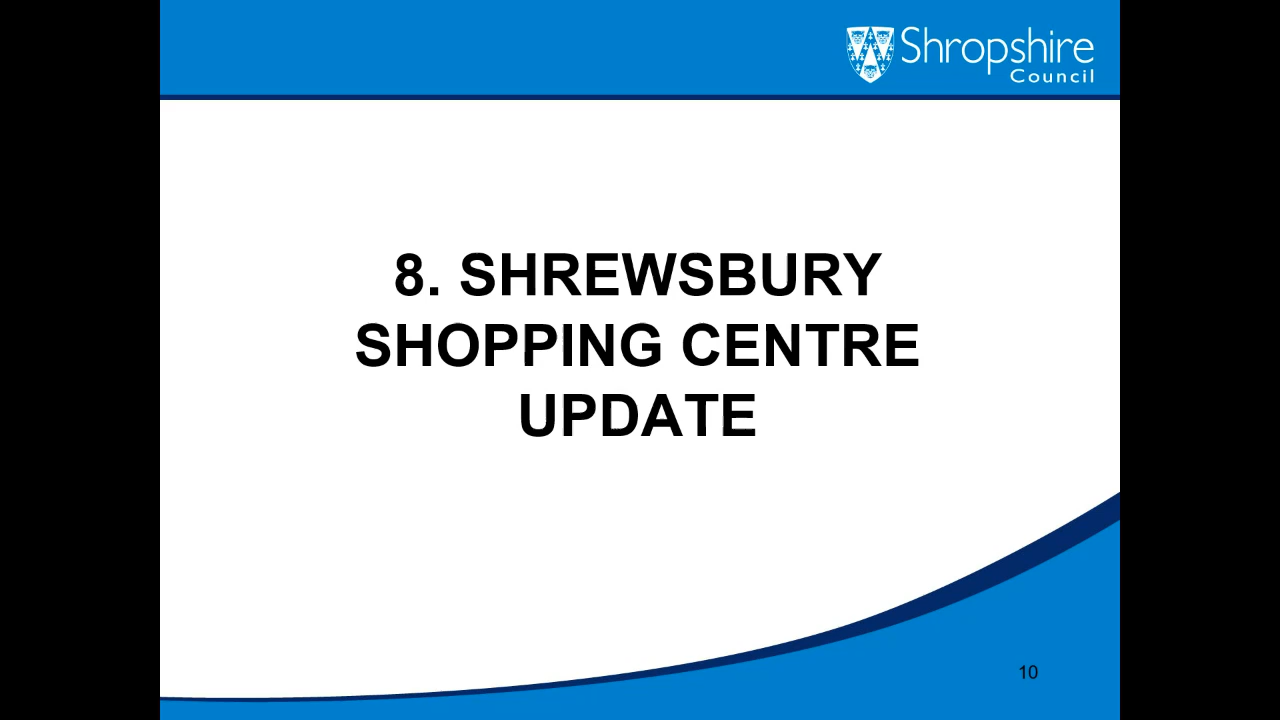 Shropshire
Council
8. SHREWSBURY
SHOPPING CENTRE
UPDATE
10